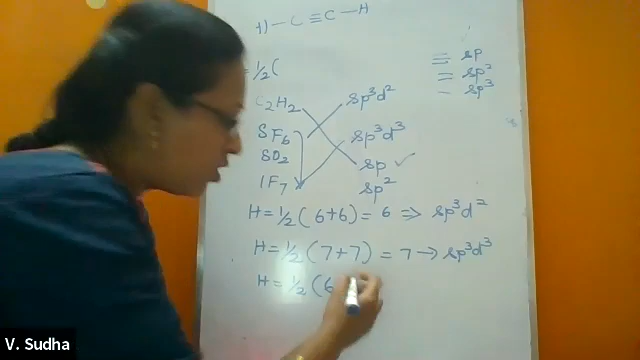 H—C≡C—H
= 1/2 (
≡ sp
= sp²
— sp³
C2H2 sp³d²
SF6 sp³d³
SO2 sp ✓
IF7 sp²
H = 1/2 (6+6) = 6 ⇒ sp³d²
H = 1/2 (7+7) = 7 → sp³d³
H = 1/2 (6
V. Sudha